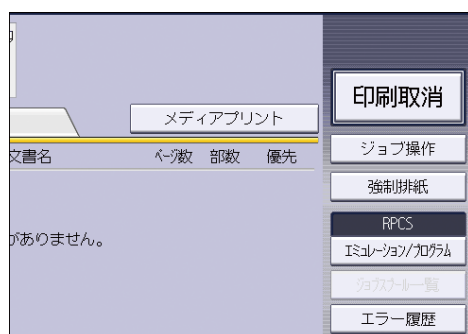 印刷取消
メディアプリント
ジョブ操作
文書名 ページ数 部数 優先
強制排紙
がありません。
RPCS
エミュレーション/プログラム
ジョブスプール一覧
エラー履歴